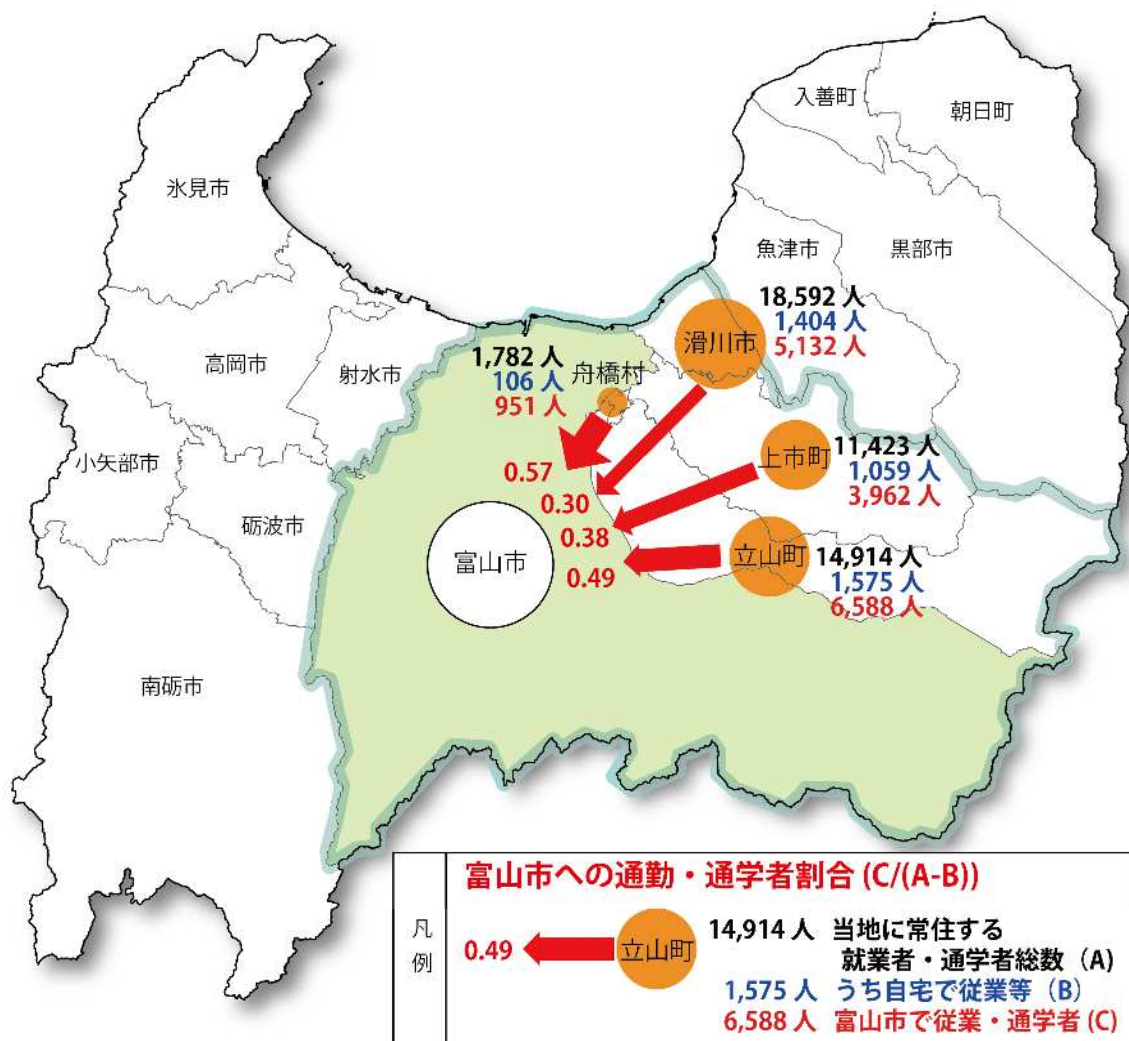 入善町
朝日町
氷見市
魚津市
黒部市
18,592 人
1,404 人
5,132 人
滑川市
高岡市
射水市
1,782 人
106 人
951 人
舟橋村
小矢部市
砺波市
上市町
11,423 人
1,059 人
3,962 人
0.57
0.30
0.38
0.49
富山市
立山町
14,914 人
1,575 人
6,588 人
南砺市
凡例
富山市への通勤・通学者割合 (C/(A-B))
0.49
立山町
14,914 人 当地に常住する
就業者・通学者総数（A）
1,575 人 うち自宅で従業等（B）
6,588 人 富山市で従業・通学者 (C)